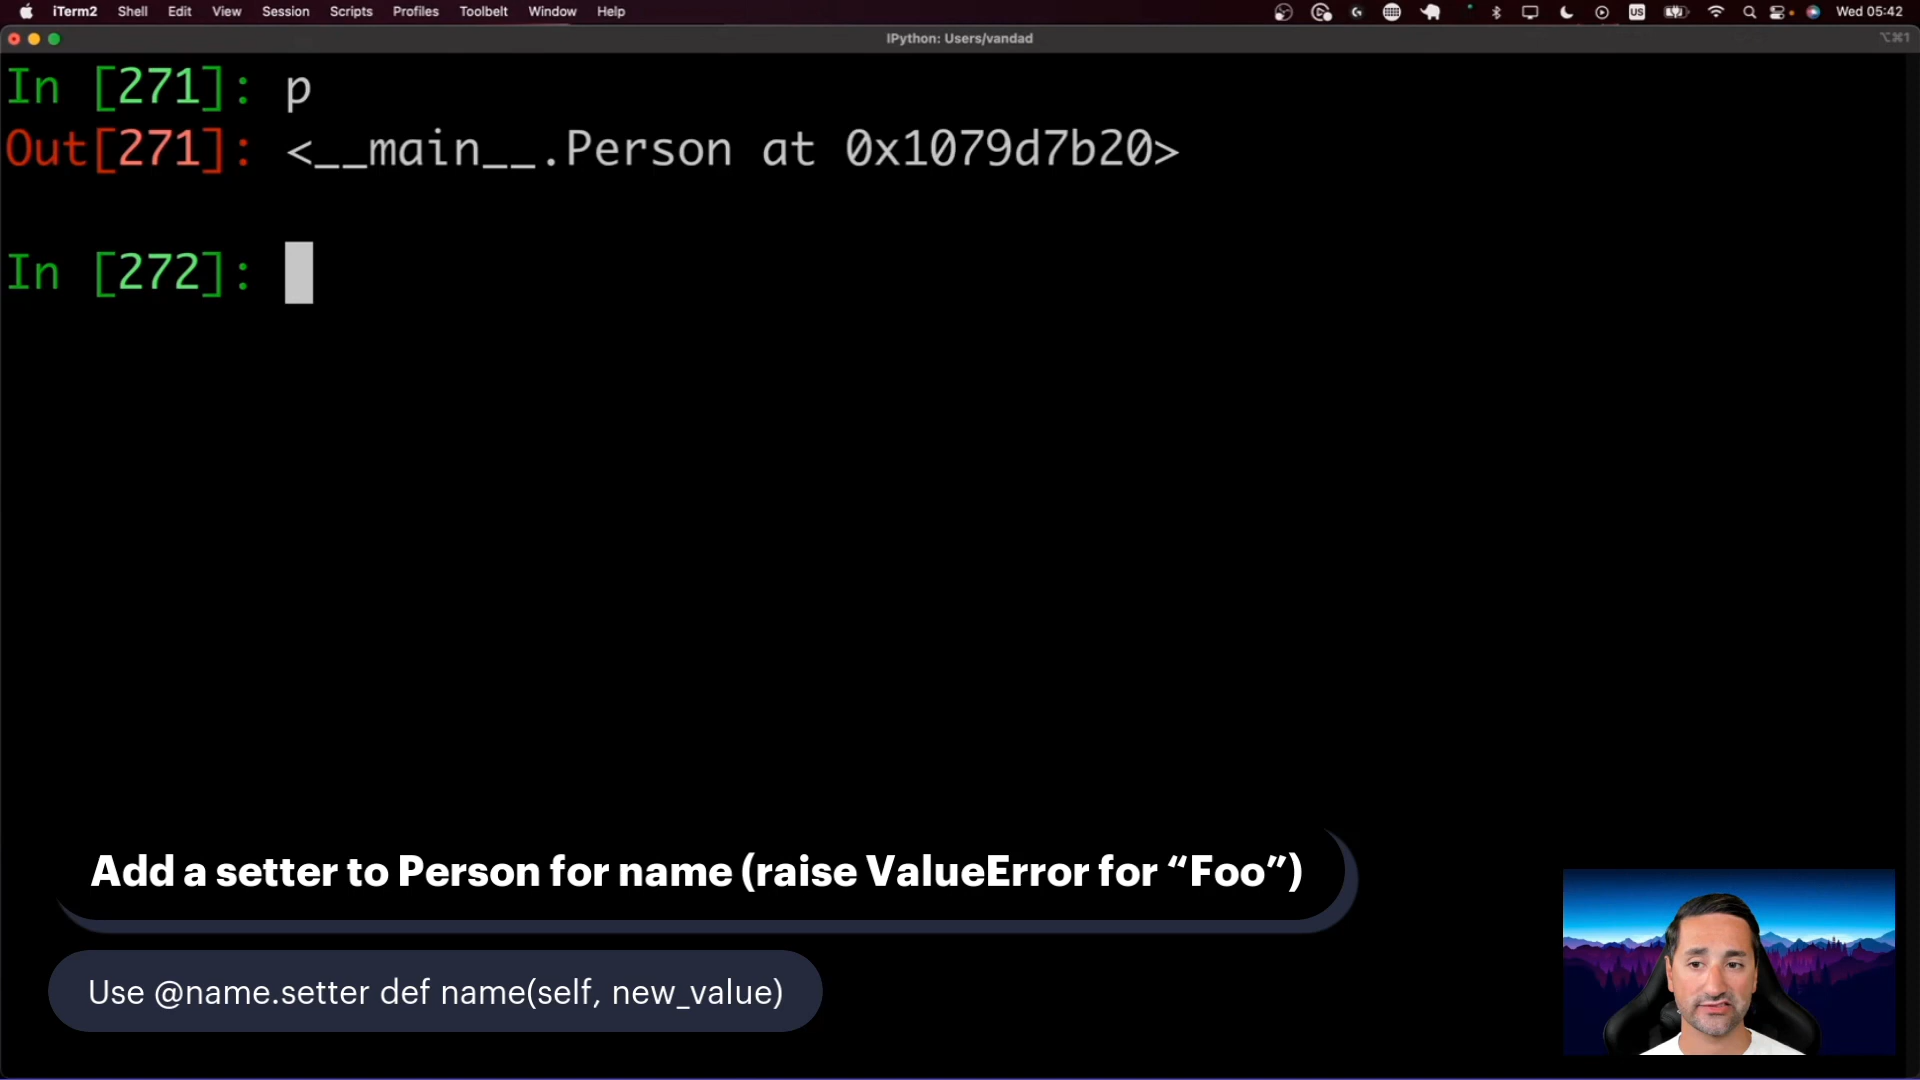 iTerm2 Shell Edit View Session Scripts Profiles Toolbelt Window Help US Wed 05:42
IPython: Users/vandad ⌥⌘1
In [271]: p
Out[271]: <__main__.Person at 0x1079d7b20>
In [272]:
Add a setter to Person for name (raise ValueError for “Foo”)
Use @name.setter def name(self, new_value)